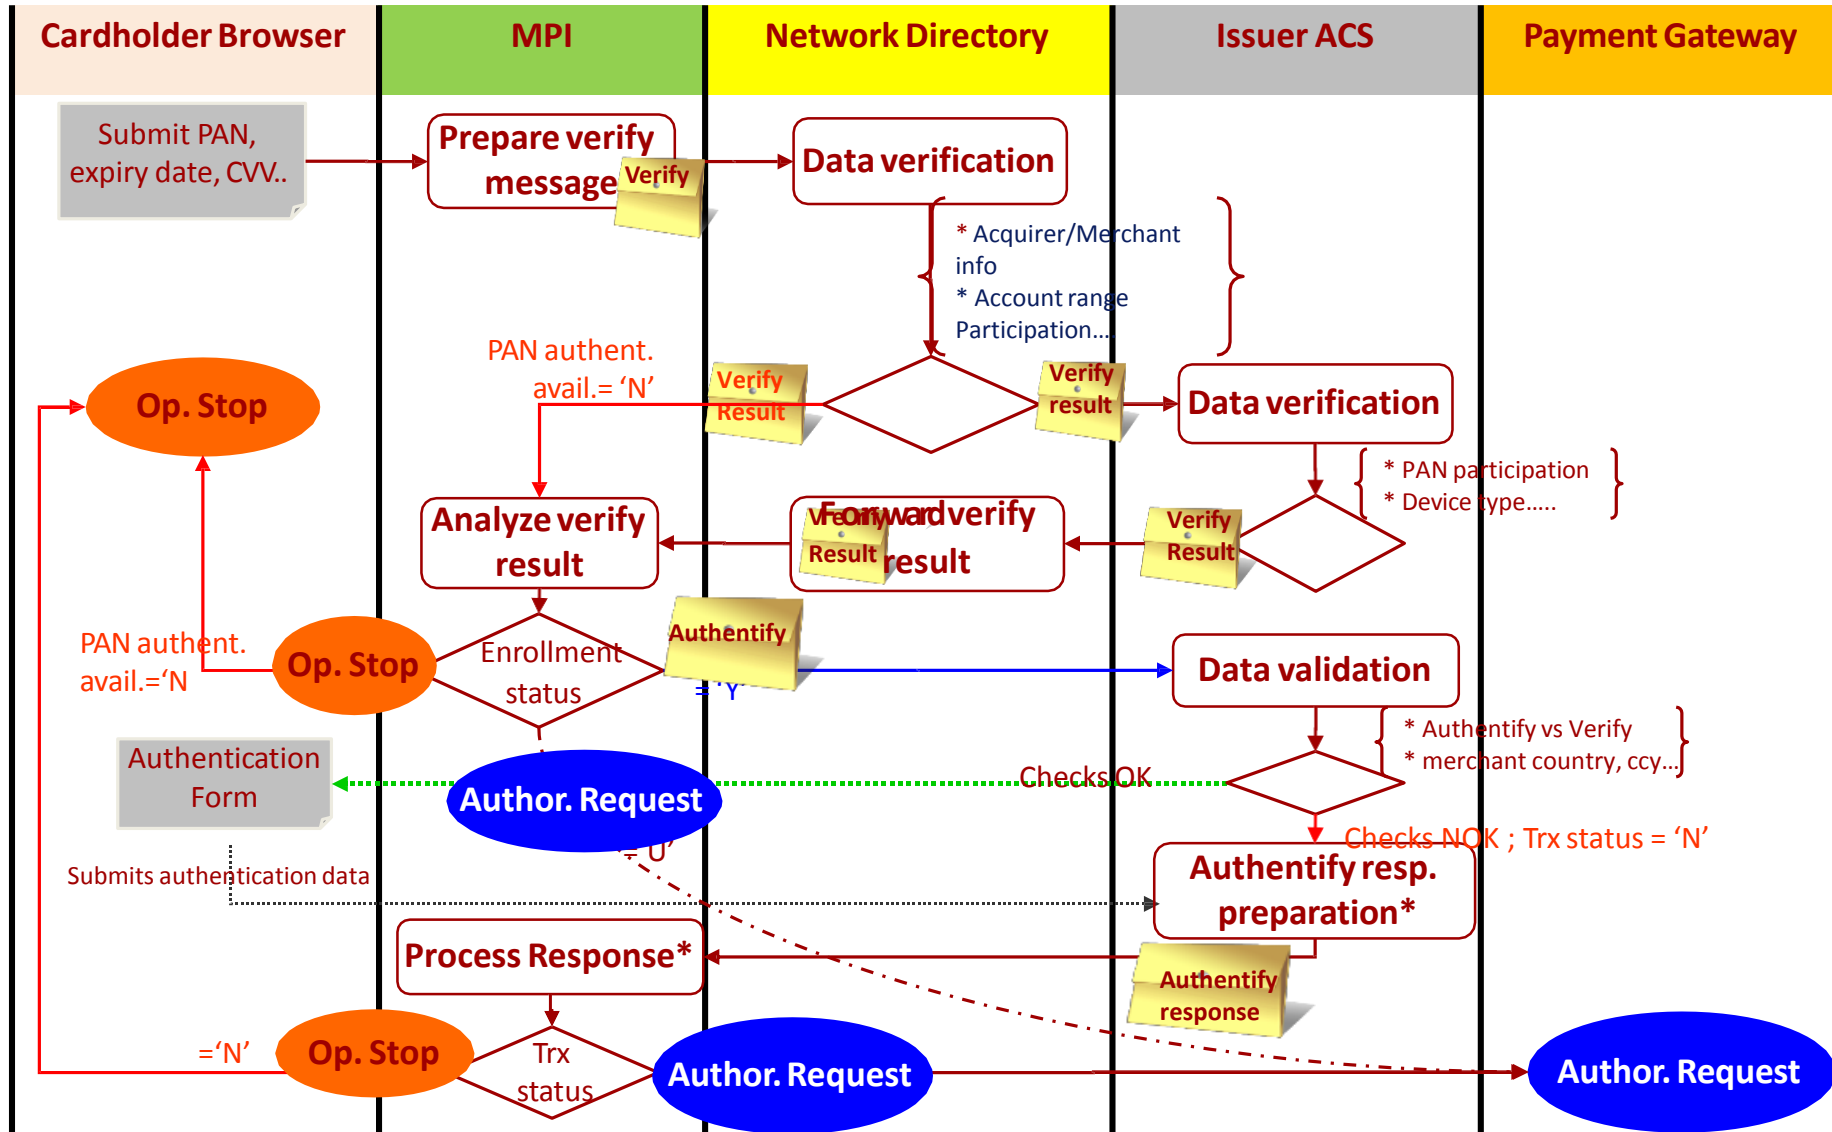 Cardholder Browser
MPI
Network Directory
Issuer ACS
Payment Gateway
Submit PAN,
expiry date, CVV..
Prepare verify
message
Verify
Data verification
* Acquirer/Merchant
info
* Account range
Participation....
PAN authent.
avail.= ‘N’
Verify
Result
Verify
result
Data verification
Op. Stop
* PAN participation
* Device type.....
Analyze verify
result
Forward verify
result
Verify
Result
Verify
Result
PAN authent.
avail.=‘N
Op. Stop
Enrollment
status
Authentify
= ‘Y’
Data validation
* Authentify vs Verify
* merchant country, ccy...
Authentication
Form
Author. Request
Checks OK
= ‘U’
Checks NOK ; Trx status = ‘N’
Submits authentication data
Authentify resp.
preparation*
Process Response*
Authentify
response
=‘N’
Op. Stop
Trx
status
Author. Request
Author. Request